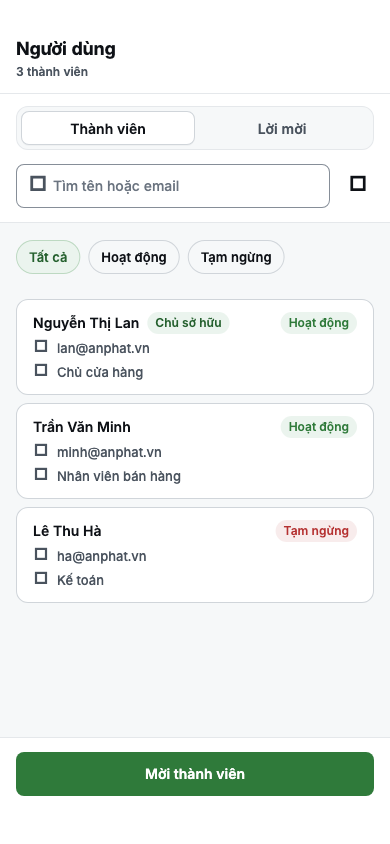 Người dùng
3 thành viên
Thành viên
Lời mời
Tìm tên hoặc email
Tất cả
Hoạt động
Tạm ngừng
Nguyễn Thị Lan
Chủ sở hữu
Hoạt động
lan@anphat.vn
Chủ cửa hàng
Trần Văn Minh
Hoạt động
minh@anphat.vn
Nhân viên bán hàng
Lê Thu Hà
Tạm ngừng
ha@anphat.vn
Kế toán
Mời thành viên